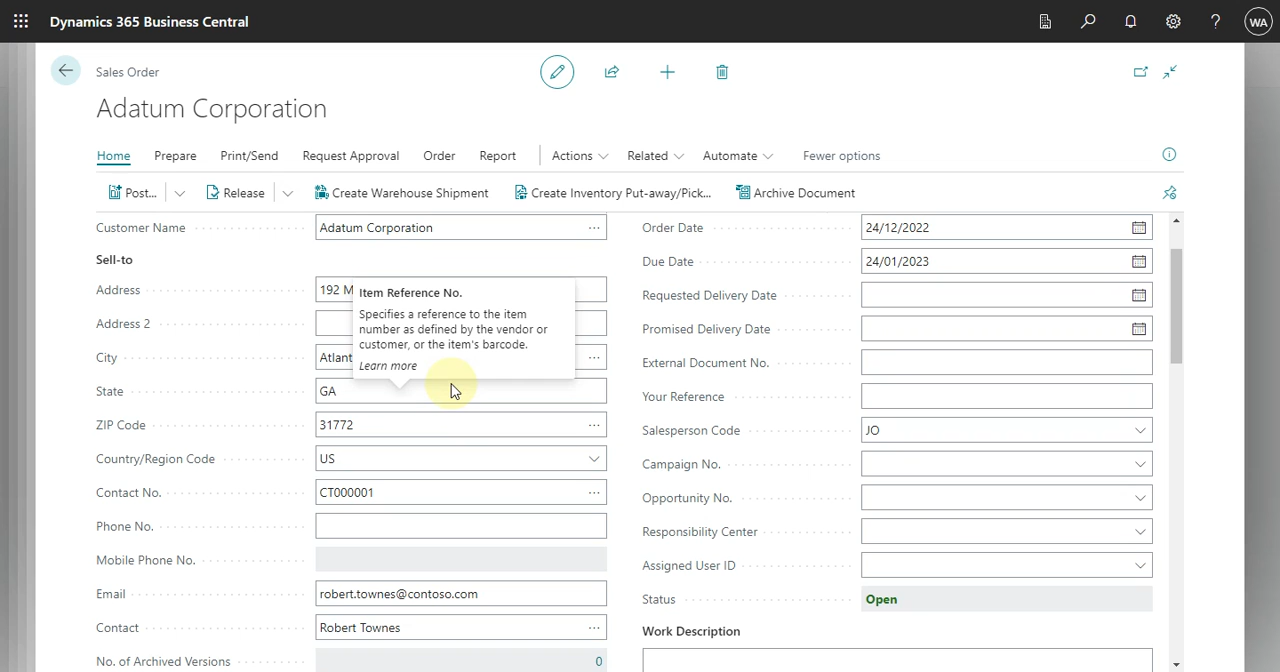 Dynamics 365 Business Central
WA
Sales Order
Adatum Corporation
Home Prepare Print/Send Request Approval Order Report Actions Related Automate Fewer options
Post... Release Create Warehouse Shipment Create Inventory Put-away/Pick... Archive Document
Customer Name Adatum Corporation
Sell-to
Address 192 M
Address 2
City Atlant
State GA
ZIP Code 31772
Country/Region Code US
Contact No. CT000001
Phone No.
Mobile Phone No.
Email robert.townes@contoso.com
Contact Robert Townes
No. of Archived Versions 0
Item Reference No.
Specifies a reference to the item
number as defined by the vendor or
customer, or the item's barcode.
Learn more
Order Date 24/12/2022
Due Date 24/01/2023
Requested Delivery Date
Promised Delivery Date
External Document No.
Your Reference
Salesperson Code JO
Campaign No.
Opportunity No.
Responsibility Center
Assigned User ID
Status Open
Work Description